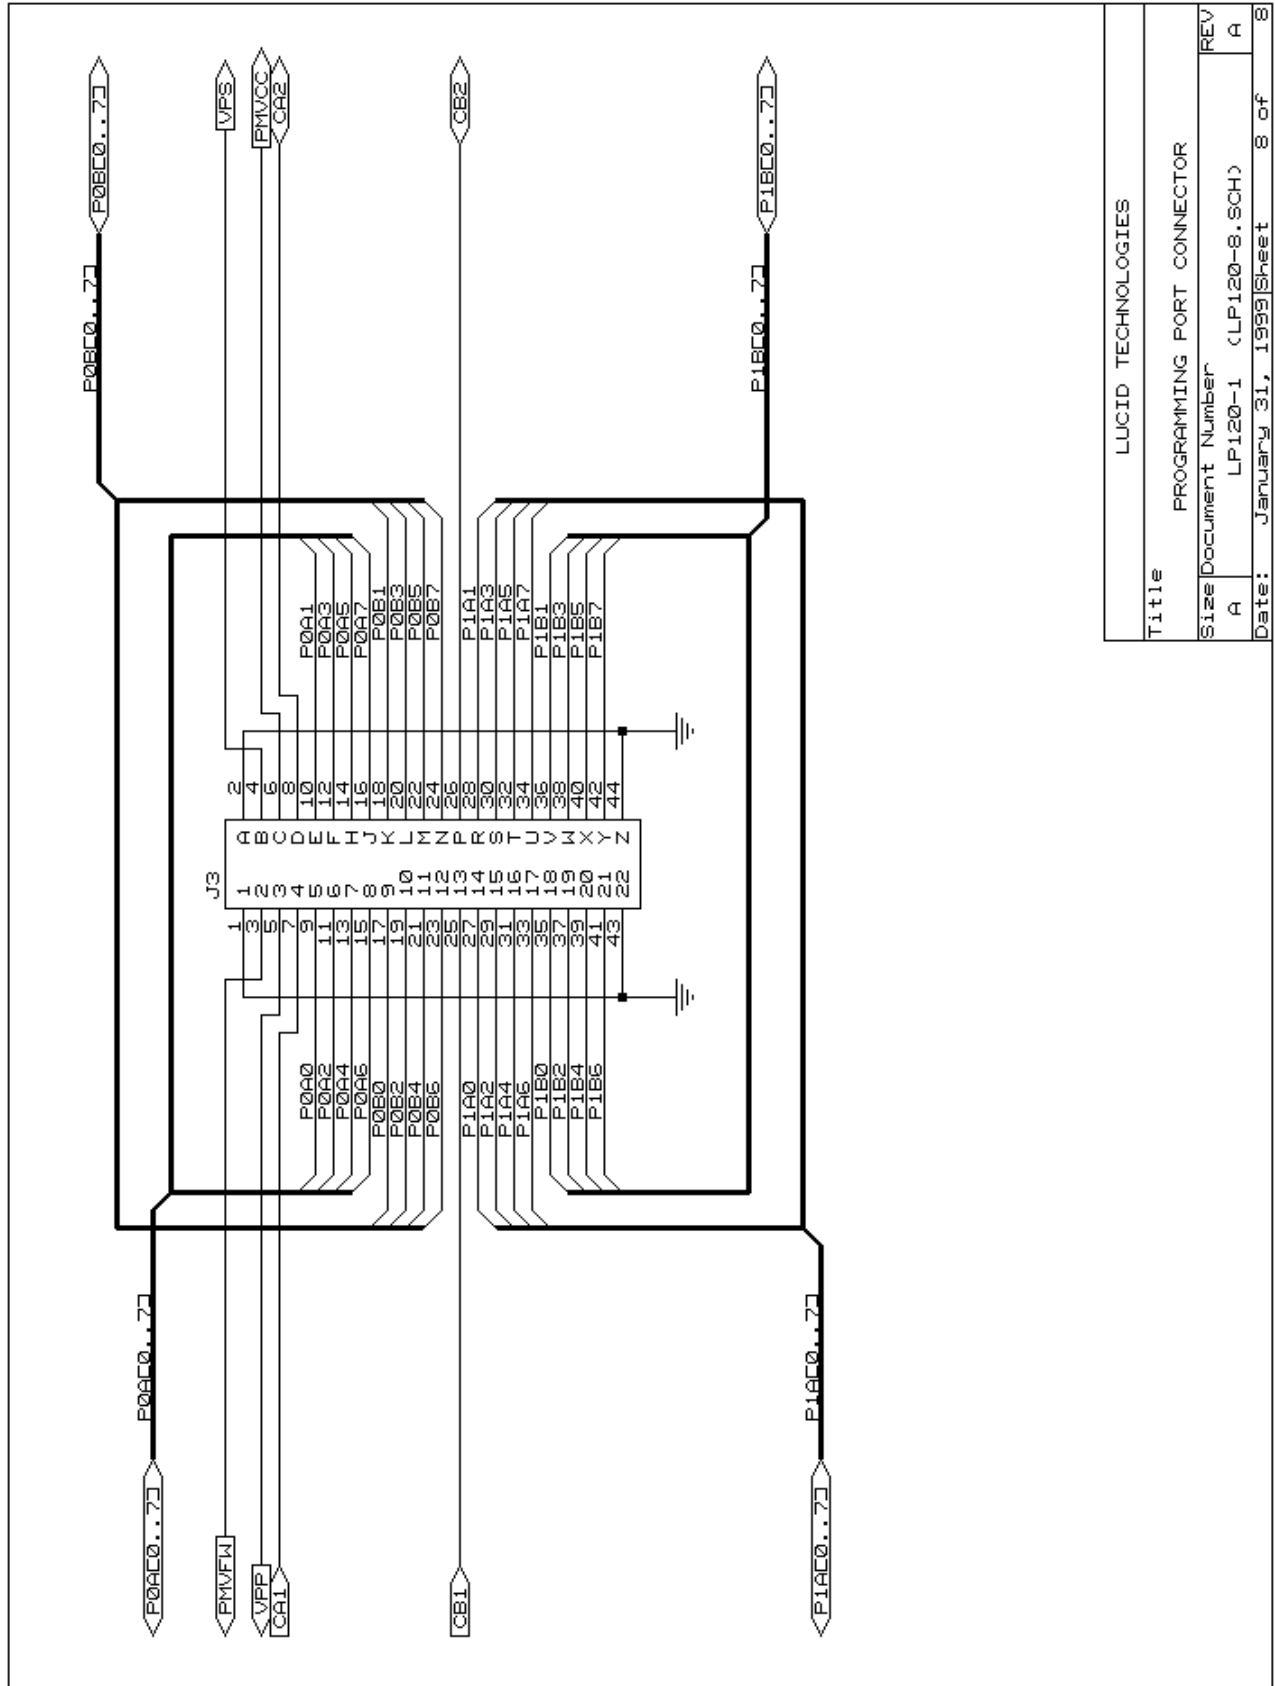 P0B[0..7]
P0B[0..7]
P0A[0..7]
P0A[0..7]
J3
PMVFW
VPS
1 1 A 2
3 2 B 4
VPP
PMVCC
5 3 C 6
CA1
CA2
7 4 D 8
P0A0 9 5 E 10 P0A1
P0A2 11 6 F 12 P0A3
P0A4 13 7 H 14 P0A5
P0A6 15 8 J 16 P0A7
P0B0 17 9 K 18 P0B1
P0B2 19 10 L 20 P0B3
P0B4 21 11 M 22 P0B5
P0B6 23 12 N 24 P0B7
CB1 25 13 P 26 CB2
P1A0 27 14 R 28 P1A1
P1A2 29 15 S 30 P1A3
P1A4 31 16 T 32 P1A5
P1A6 33 17 U 34 P1A7
P1B0 35 18 V 36 P1B1
P1B2 37 19 W 38 P1B3
P1B4 39 20 X 40 P1B5
P1B6 41 21 Y 42 P1B7
43 22 Z 44
P1B[0..7]
P1B[0..7]
P1A[0..7]
P1A[0..7]
LUCID TECHNOLOGIES
Title
PROGRAMMING PORT CONNECTOR
Size Document Number REV
A LP120-1 (LP120-8.SCH) A
Date: January 31, 1999 Sheet 8 of 8